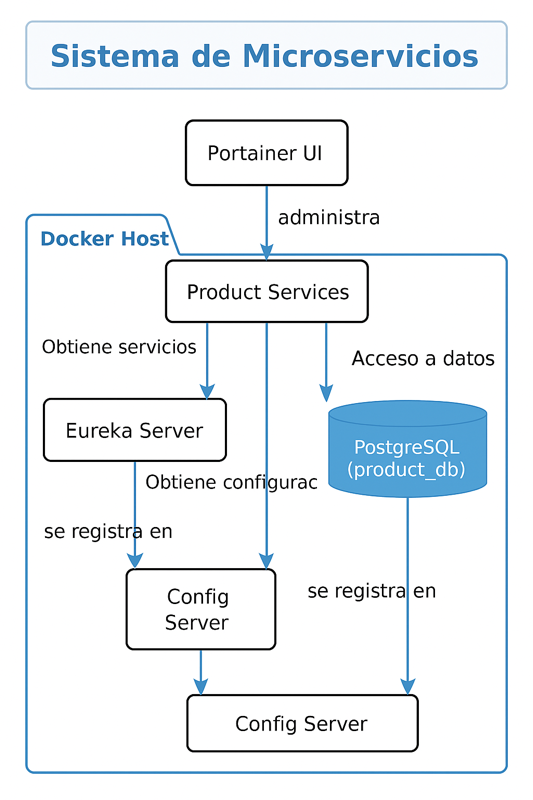 Sistema de Microservicios
Portainer UI
administra
Docker Host
Product Services
Obtiene servicios
Acceso a datos
Eureka Server
PostgreSQL
(product_db)
Obtiene configurac
se registra en
Config
Server
se registra en
Config Server